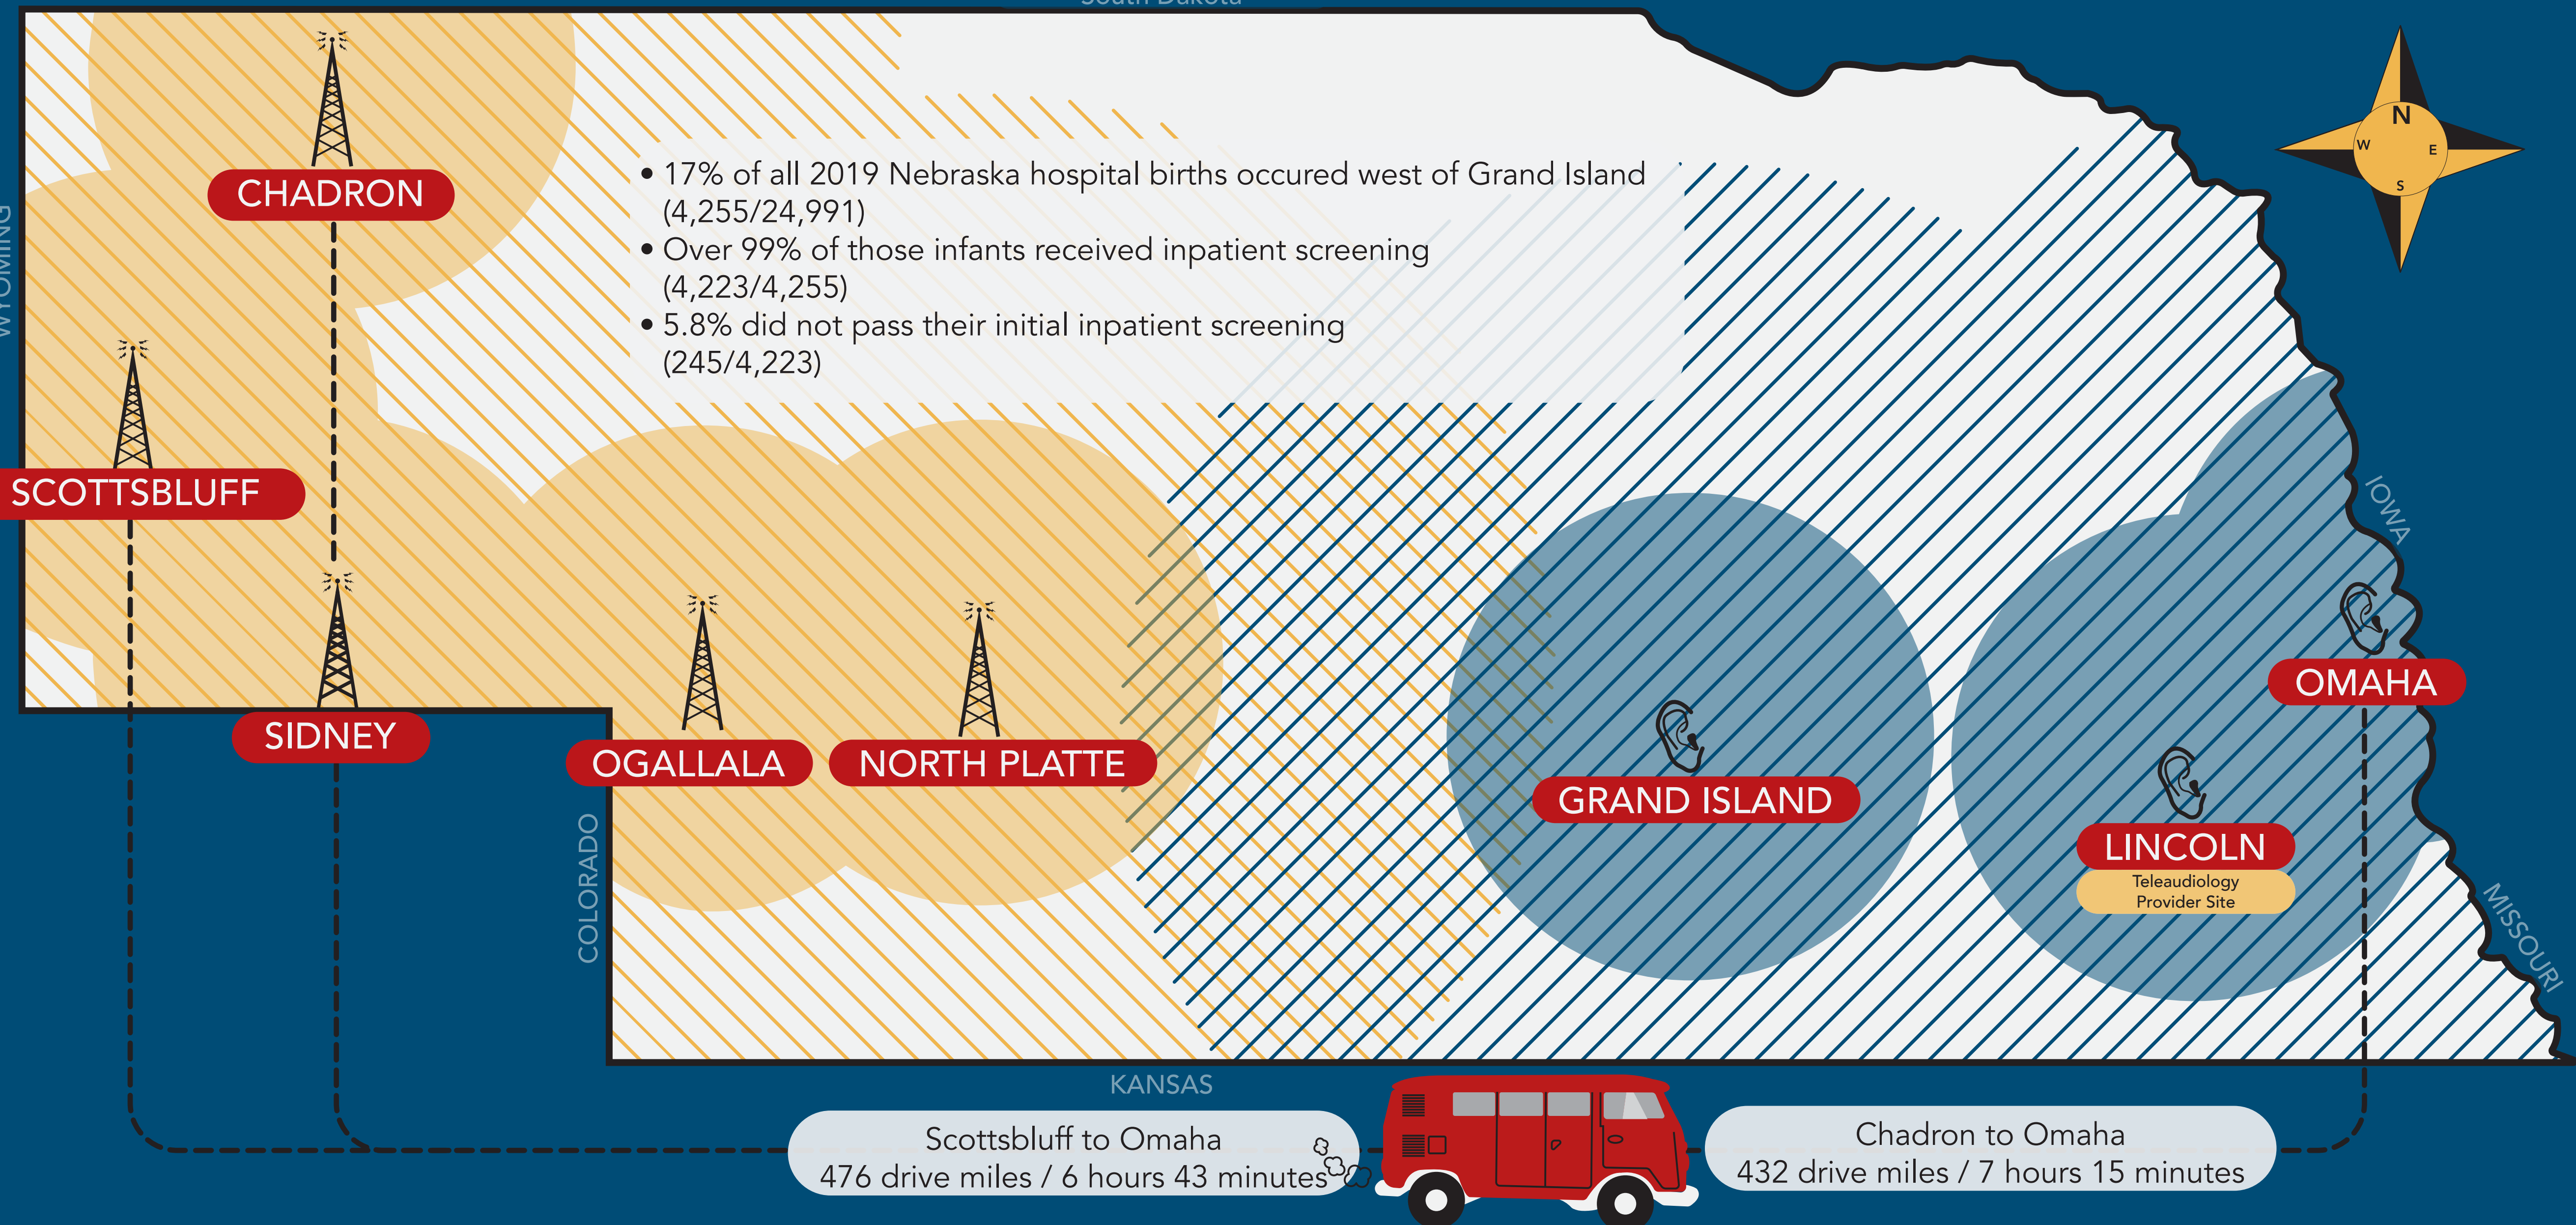 South Dakota
N
W
E
S
CHADRON
WYOMING
• 17% of all 2019 Nebraska hospital births occured west of Grand Island
(4,255/24,991)
• Over 99% of those infants received inpatient screening
(4,223/4,255)
• 5.8% did not pass their initial inpatient screening
(245/4,223)
SCOTTSBLUFF
IOWA
OMAHA
SIDNEY
OGALLALA
NORTH PLATTE
GRAND ISLAND
LINCOLN
Teleaudiology
Provider Site
COLORADO
MISSOURI
KANSAS
Scottsbluff to Omaha
476 drive miles / 6 hours 43 minutes
Chadron to Omaha
432 drive miles / 7 hours 15 minutes